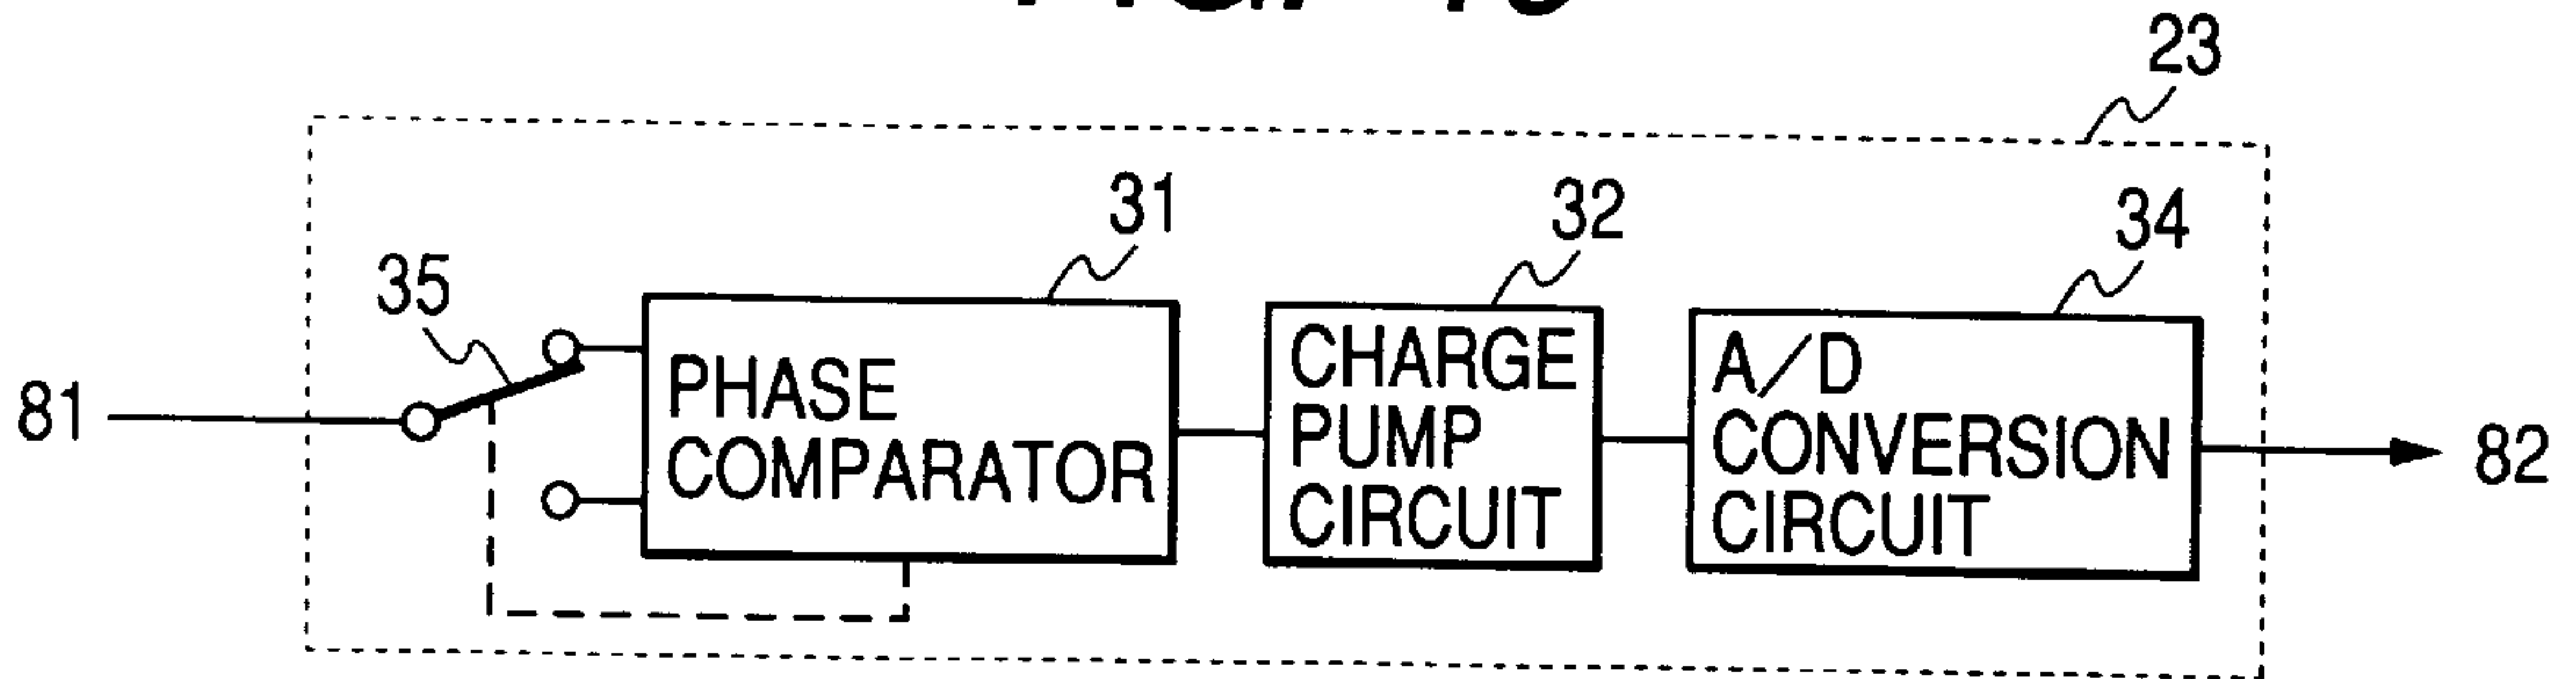 23
31
32
34
35
81
PHASE
COMPARATOR
CHARGE
PUMP
CIRCUIT
A/D
CONVERSION
CIRCUIT
82